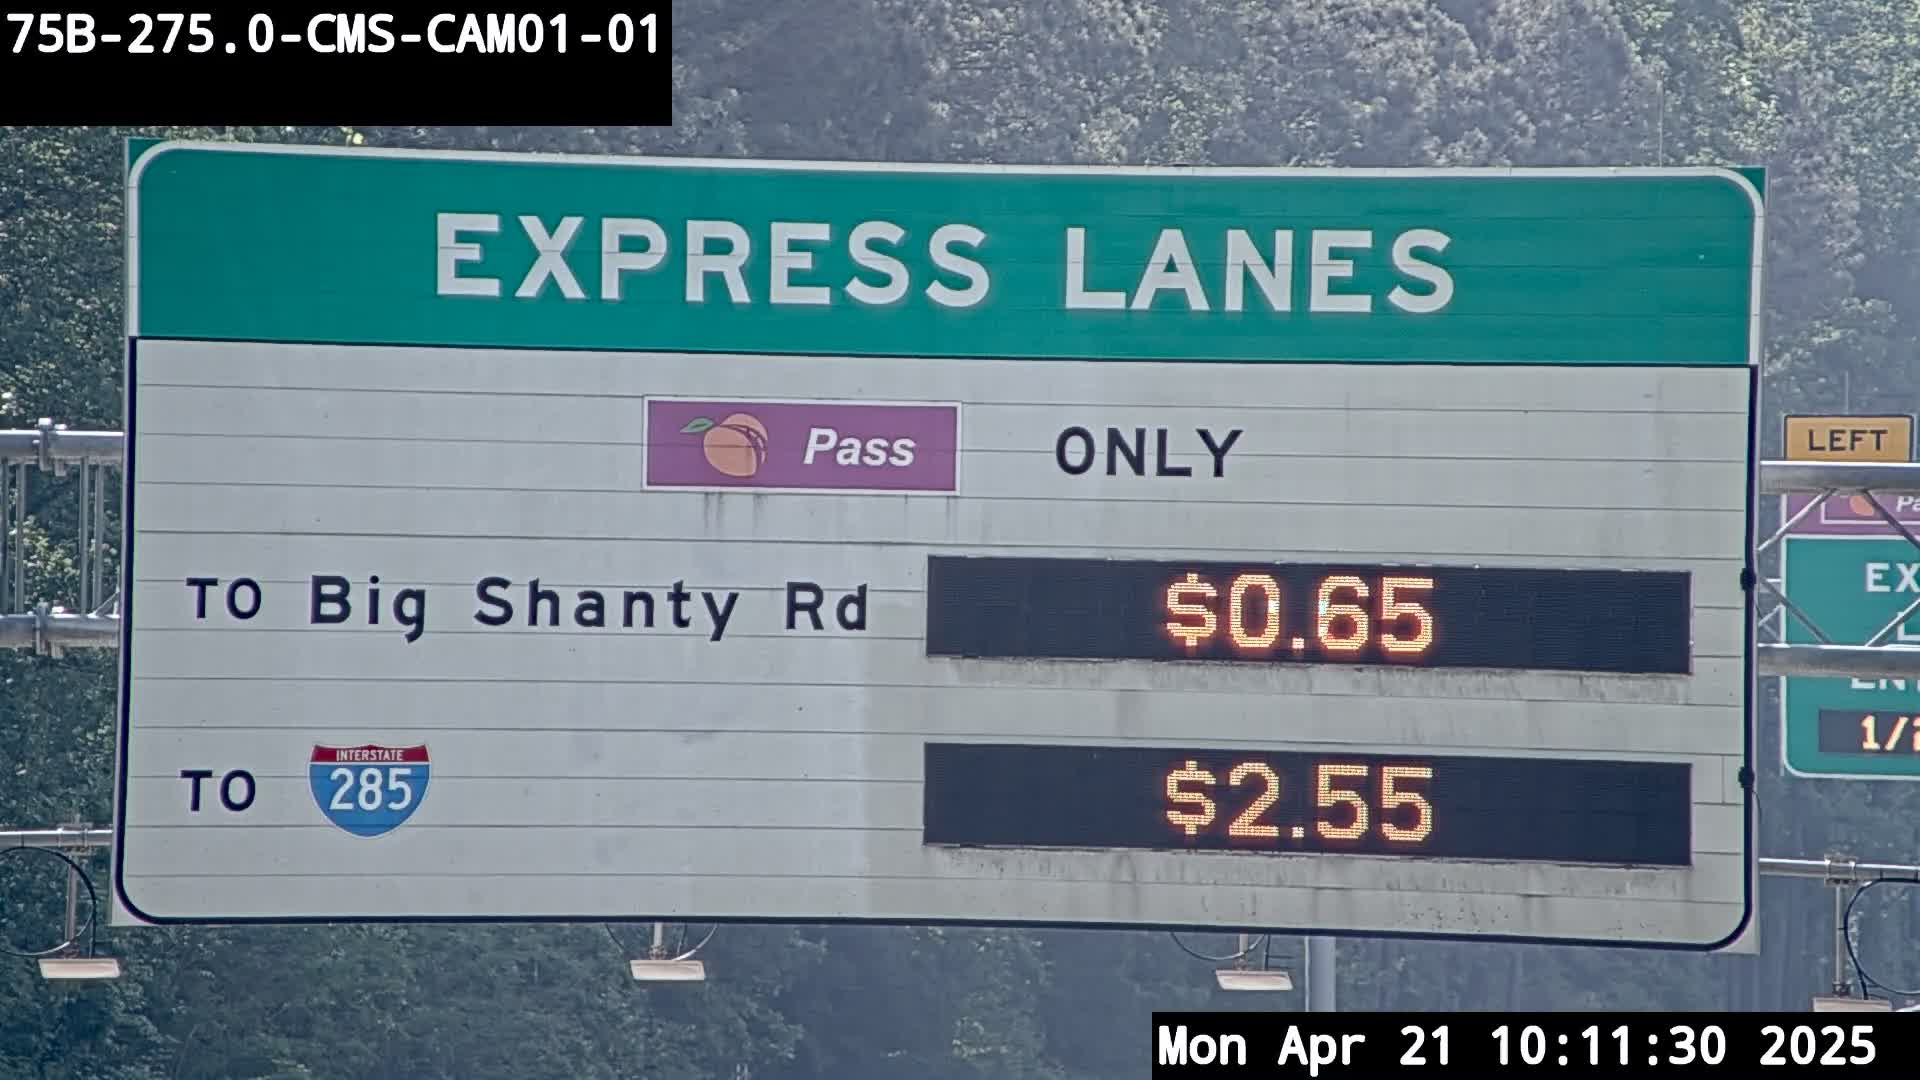 75B-275.0-CMS-CAM01-01
EXPRESS LANES
Pass ONLY
TO Big Shanty Rd $0.65
TO INTERSTATE 285 $2.55
LEFT
Mon Apr 21 10:11:30 2025